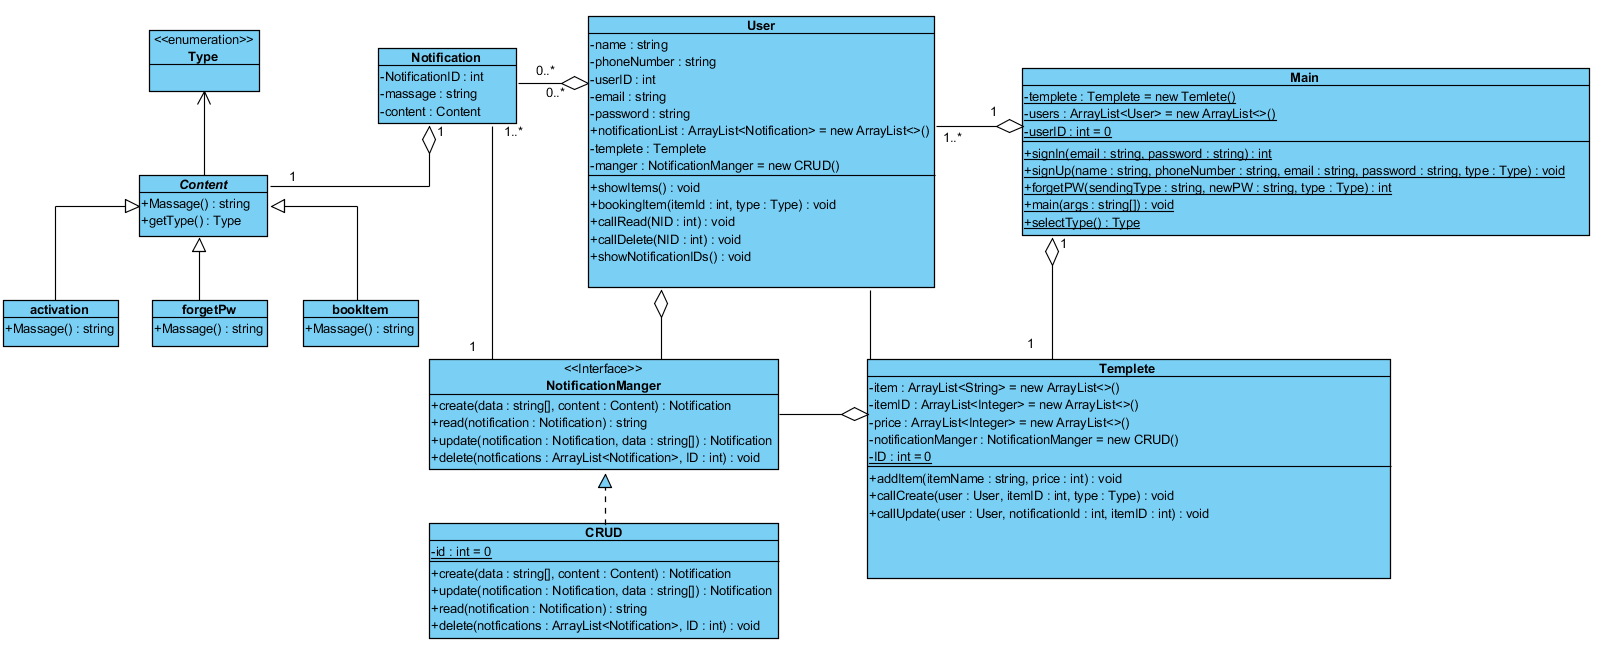 <<enumeration>>
Type
Notification
-NotificationID : int
-massage : string
-content : Content
0..*
0..*
User
-name : string
-phoneNumber : string
-userID : int
-email : string
-password : string
+notificationList : ArrayList<Notification> = new ArrayList<>()
-templete : Templete
-manger : NotificationManager = new CRUD()
+showItems() : void
+bookingItem(itemId : int, type : Type) : void
+callRead(NID : int) : void
+callDelete(NID : int) : void
+showNotificationIDs() : void
1
1..*
Main
-templete : Templete = new Temlete()
-users : ArrayList<User> = new ArrayList<>()
-userID : int = 0
+signIn(email : string, password : string) : int
+signUp(name : string, phoneNumber : string, email : string, password : string, type : Type) : void
+forgetPW(sendingType : string, newPW : string, type : Type) : int
+main(args : string[]) : void
+selectType() : Type
1
1..*
1
Content
+Massage() : string
+getType() : Type
1
activation
+Massage() : string
forgetPw
+Massage() : string
bookItem
+Massage() : string
1
1
<<Interface>>
NotificationManger
+create(data : string[], content : Content) : Notification
+read(notification : Notification) : string
+update(notification : Notification, data : string[]) : Notification
+delete(notfications : ArrayList<Notification>, ID : int) : void
Templete
-item : ArrayList<String> = new ArrayList<>()
-itemID : ArrayList<Integer> = new ArrayList<>()
-price : ArrayList<Integer> = new ArrayList<>()
-notificationManger : NotificationManger = new CRUD()
-ID : int = 0
+addItem(itemName : string, price : int) : void
+callCreate(user : User, itemID : int, type : Type) : void
+callUpdate(user : User, notificationId : int, itemID : int) : void
CRUD
-id : int = 0
+create(data : string[], content : Content) : Notification
+update(notification : Notification, data : string[]) : Notification
+read(notification : Notification) : string
+delete(notfications : ArrayList<Notification>, ID : int) : void